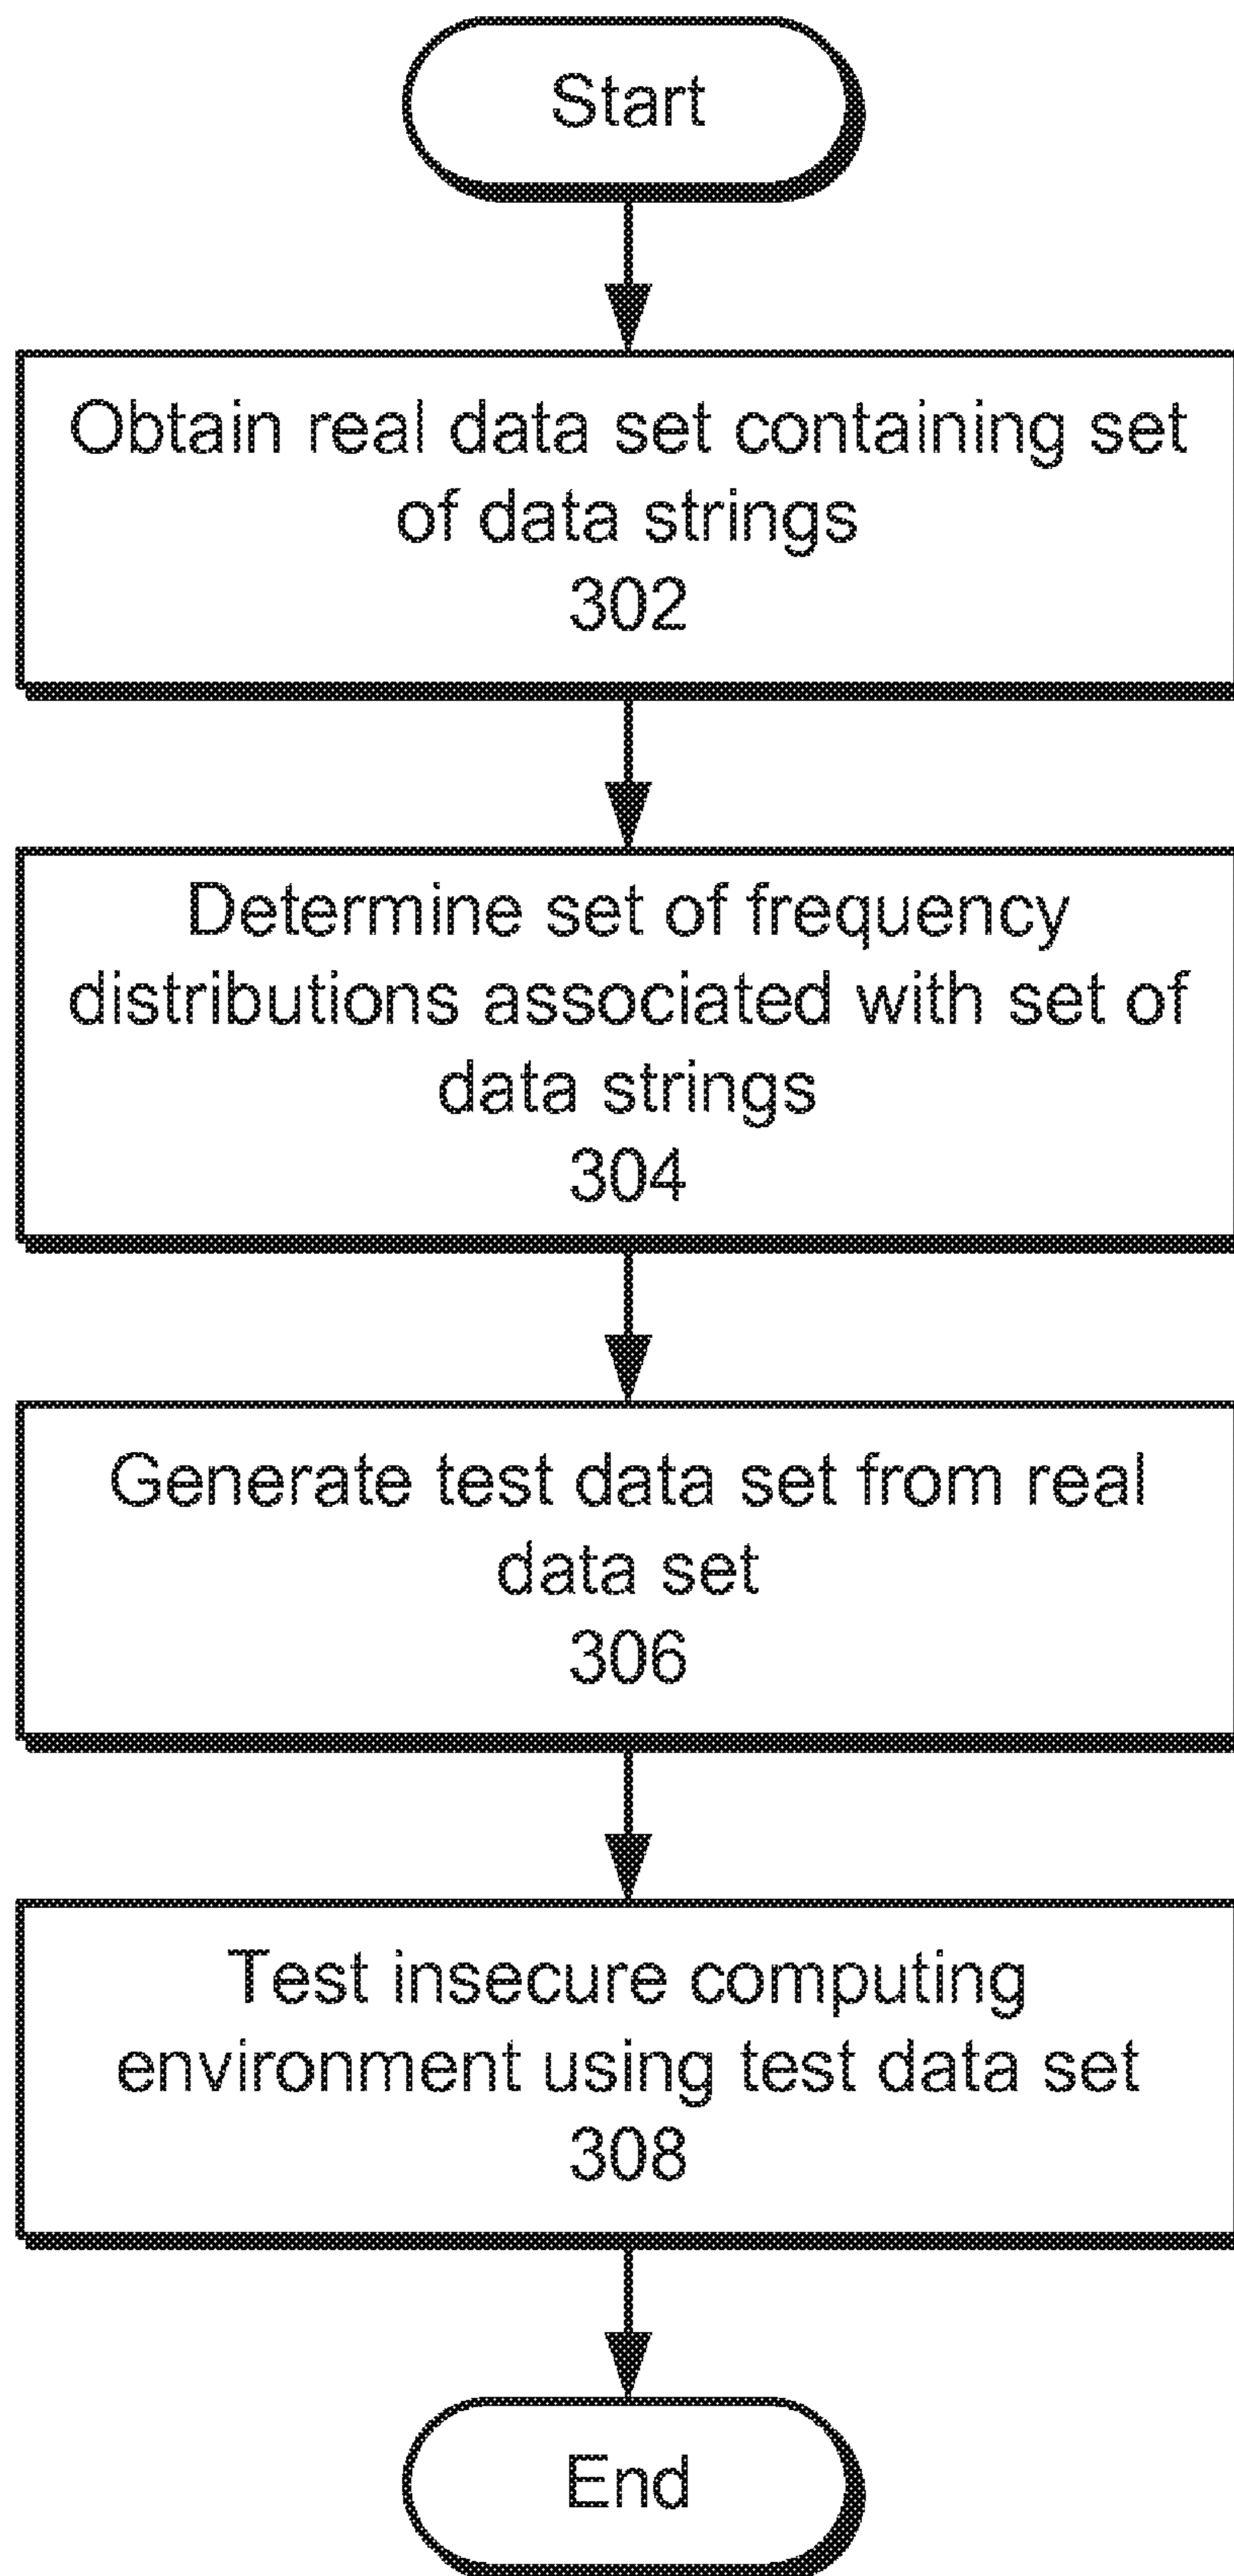 Start
Obtain real data set containing set
of data strings
302
Determine set of frequency
distributions associated with set of
data strings
304
Generate test data set from real
data set
306
Test insecure computing
environment using test data set
308
End